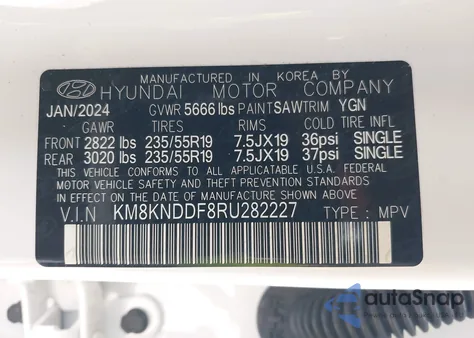 MANUFACTURED IN KOREA BY
HYUNDAI MOTOR COMPANY
JAN/2024 GVWR 5666 lbs PAINT SAW TRIM YGN
GAWR TIRES RIMS COLD TIRE INFL
FRONT 2822 lbs 235/55R19 7.5JX19 36psi SINGLE
REAR 3020 lbs 235/55R19 7.5JX19 37psi SINGLE
THIS VEHICLE CONFORMS TO ALL APPLICABLE U.S.A. FEDERAL
MOTOR VEHICLE SAFETY AND THEFT PREVENTION STANDARDS
IN EFFECT ON THE DATE OF MANUFACTURE SHOWN ABOVE.
V.I.N KM8KNDDF8RU282227 TYPE : MPV
autoSnap